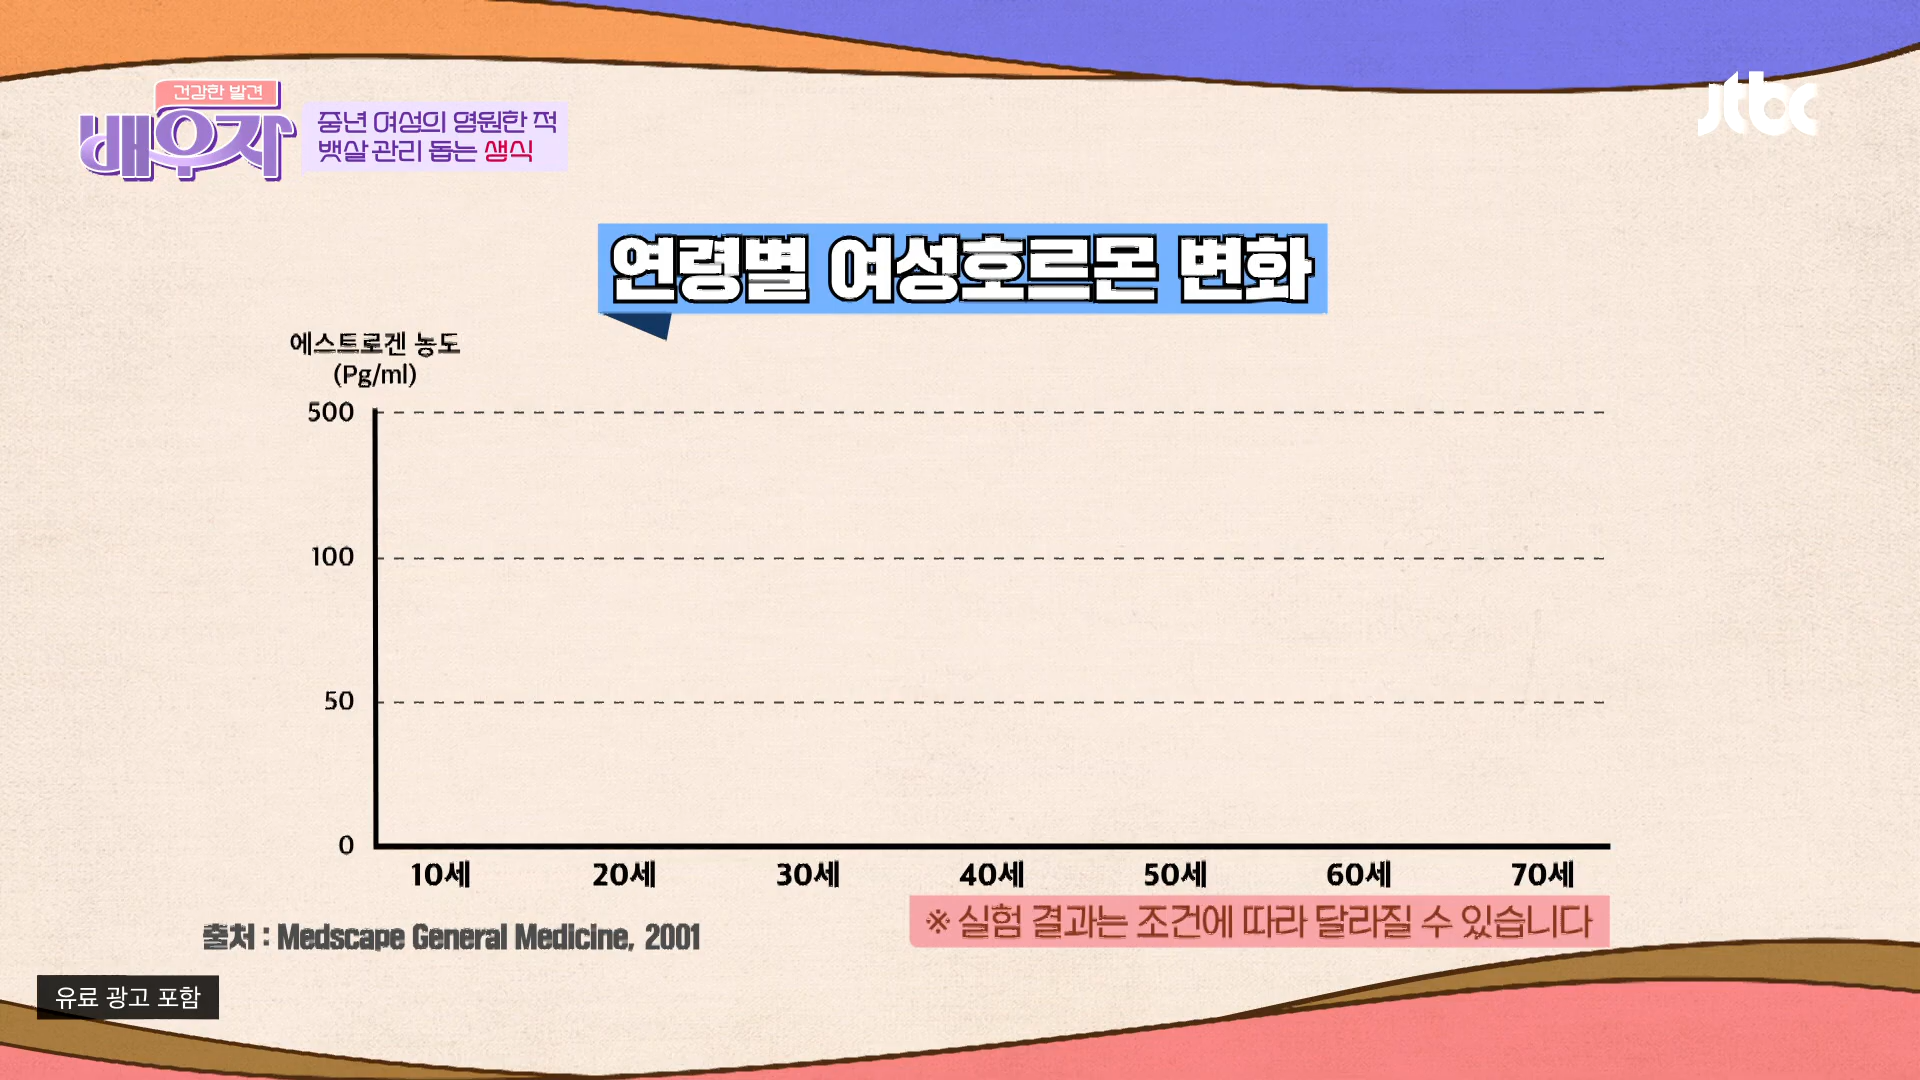 건강한 발견
배우자
중년 여성의 영원한 적
뱃살 관리 돕는 생식
jtbc
연령별 여성호르몬 변화
에스트로겐 농도
(Pg/ml)
500
100
50
0
10세 20세 30세 40세 50세 60세 70세
※ 실험 결과는 조건에 따라 달라질 수 있습니다
출처 : Medscape General Medicine, 2001
유료 광고 포함